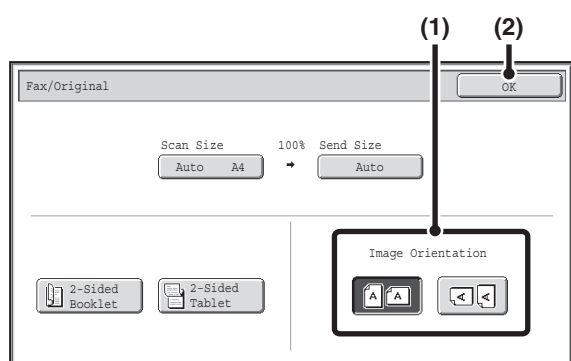 (1) (2)
Fax/Original OK
Scan Size 100% Send Size
Auto A4 → Auto
Image Orientation
2-Sided Booklet
2-Sided Tablet
A A A A